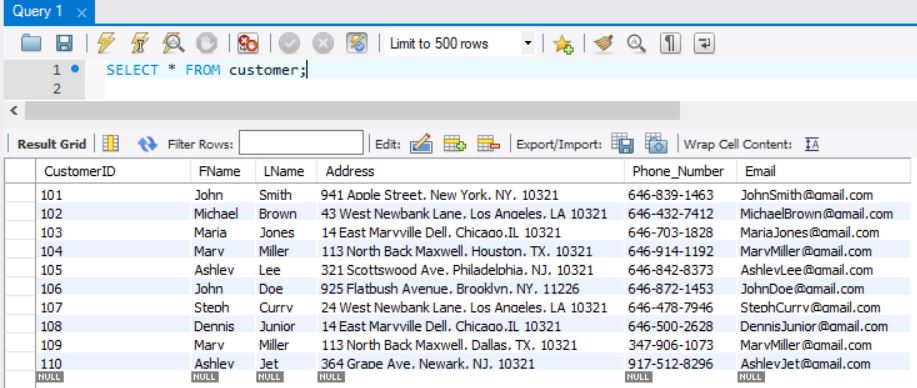 Query 1
Limit to 500 rows
1 SELECT * FROM customer;
2
Result Grid Filter Rows: Edit: Export/Import: Wrap Cell Content:
CustomerID FName LName Address Phone_Number Email
101 John Smith 941 Apple Street, New York, NY, 10321 646-839-1463 JohnSmith@gmail.com
102 Michael Brown 43 West Newbank Lane, Los Angeles, LA 10321 646-432-7412 MichaelBrown@gmail.com
103 Maria Jones 14 East Maryville Dell, Chicago,IL 10321 646-703-1828 MariaJones@gmail.com
104 Mary Miller 113 North Back Maxwell, Houston, TX, 10321 646-914-1192 MaryMiller@gmail.com
105 Ashley Lee 321 Scottswood Ave, Philadelphia, NJ, 10321 646-842-8373 AshleyLee@gmail.com
106 John Doe 925 Flatbush Avenue, Brooklyn, NY, 11226 646-872-1453 JohnDoe@gmail.com
107 Steph Curry 24 West Newbank Lane, Los Angeles, LA 10321 646-478-7946 StephCurry@gmail.com
108 Dennis Junior 14 East Maryville Dell, Chicago,IL 10321 646-500-2628 DennisJunior@gmail.com
109 Mary Miller 113 North Back Maxwell, Dallas, TX, 10321 347-906-1073 MaryMiller@gmail.com
110 Ashley Jet 364 Grape Ave, Newark, NJ, 10321 917-512-8296 AshleyJet@gmail.com
NULL NULL NULL NULL NULL NULL